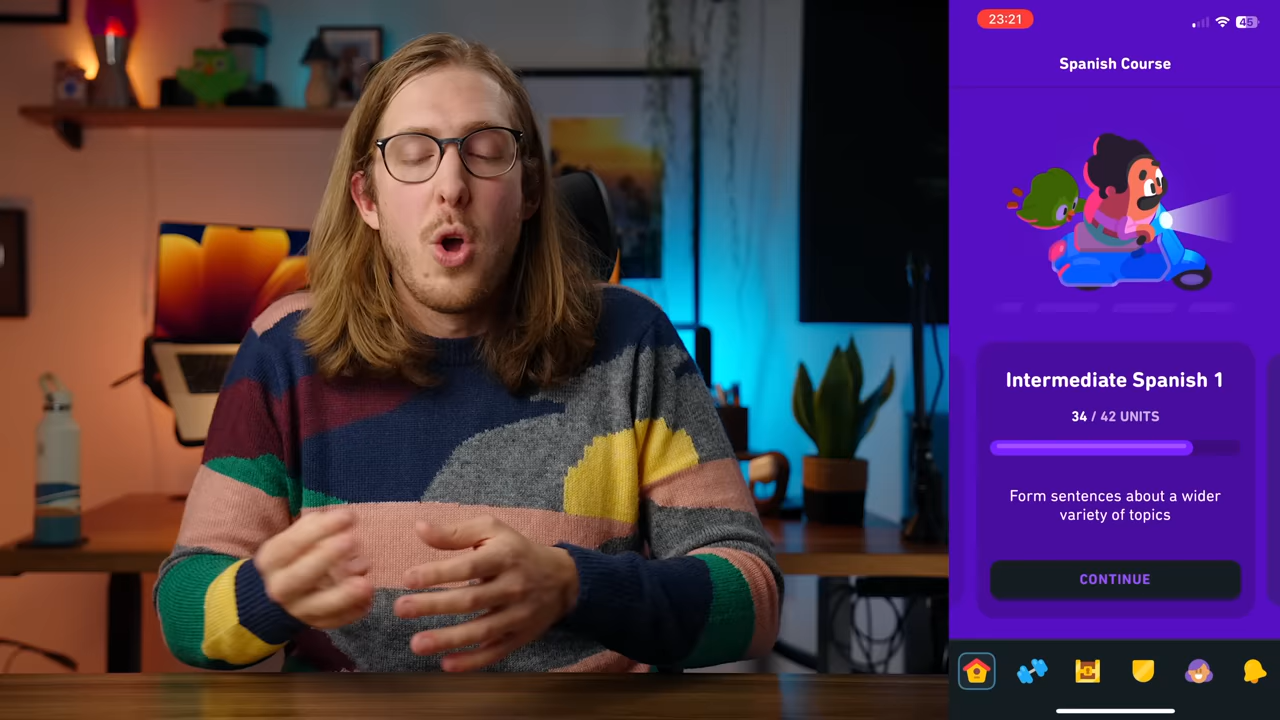 23:21
45
Spanish Course
Intermediate Spanish 1
34 / 42 UNITS
Form sentences about a wider
variety of topics
CONTINUE